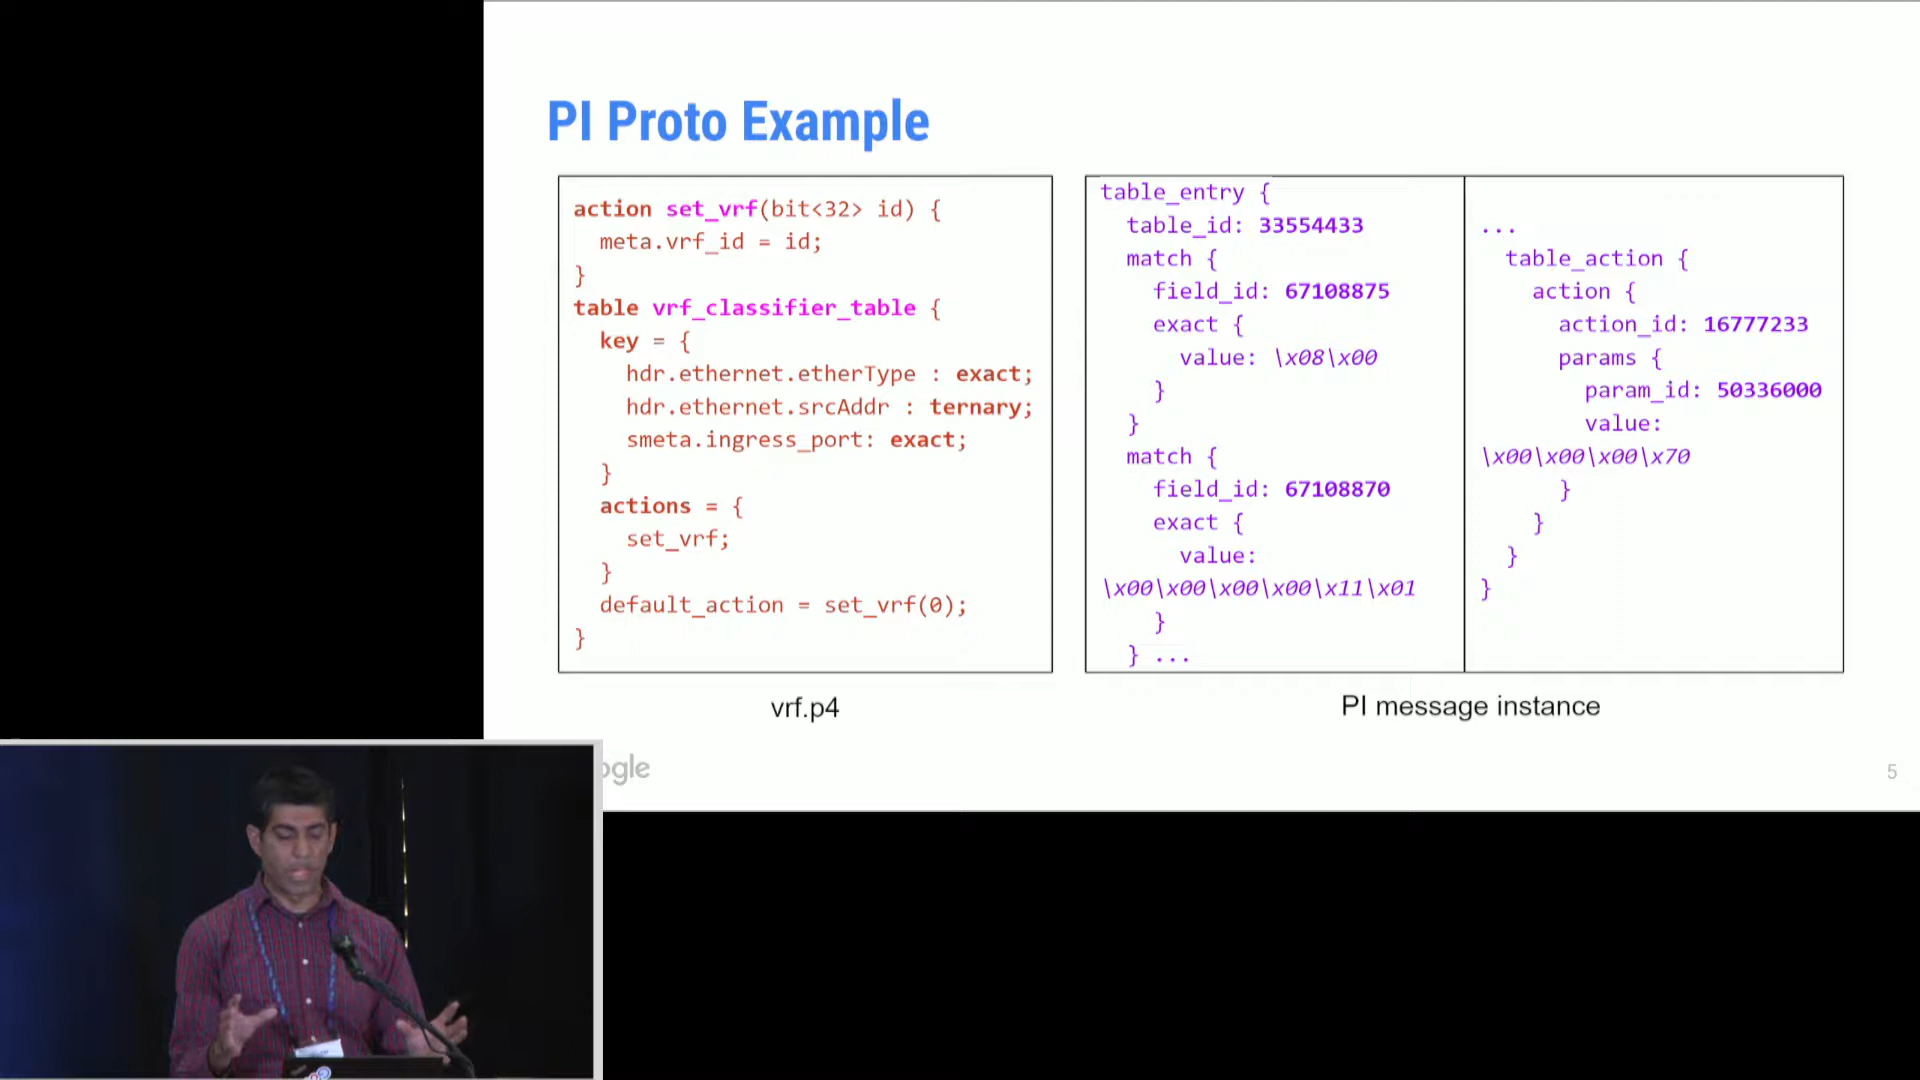 PI Proto Example
action set_vrf(bit<32> id) {
  meta.vrf_id = id;
}
table vrf_classifier_table {
  key = {
    hdr.ethernet.etherType : exact;
    hdr.ethernet.srcAddr : ternary;
    smeta.ingress_port: exact;
  }
  actions = {
    set_vrf;
  }
  default_action = set_vrf(0);
}
vrf.p4
table_entry {
  table_id: 33554433
  match {
    field_id: 67108875
    exact {
      value: \x08\x00
    }
  }
  match {
    field_id: 67108870
    exact {
      value:
\x00\x00\x00\x00\x11\x01
    }
  } ...
...
  table_action {
    action {
      action_id: 16777233
      params {
        param_id: 50336000
        value:
\x00\x00\x00\x70
      }
    }
  }
}
PI message instance
ogle
5